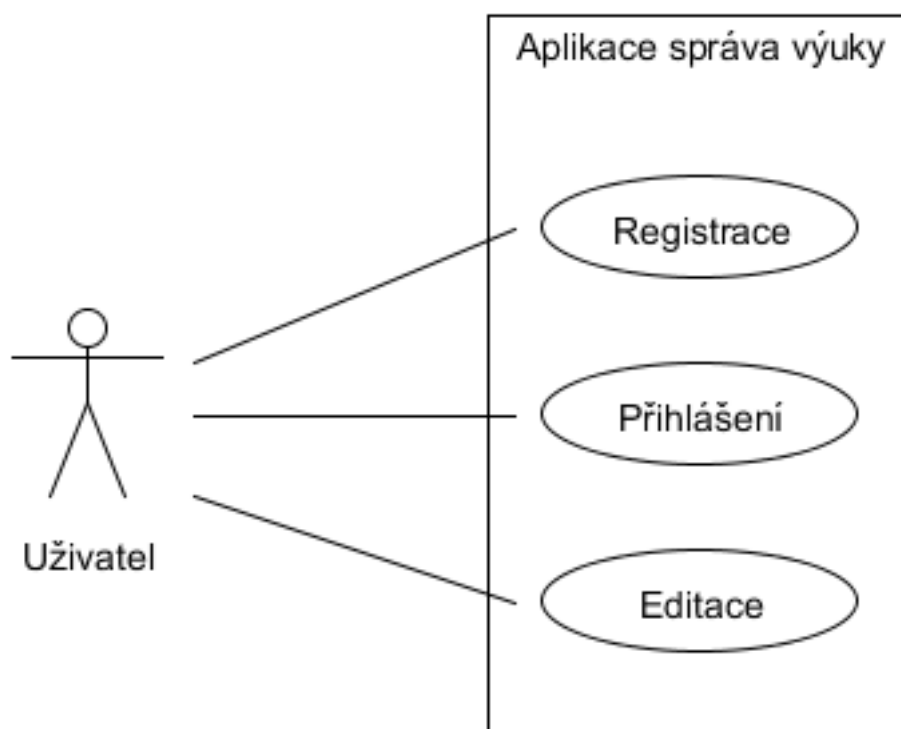 Aplikace správa výuky
Registrace
Přihlášení
Editace
Uživatel